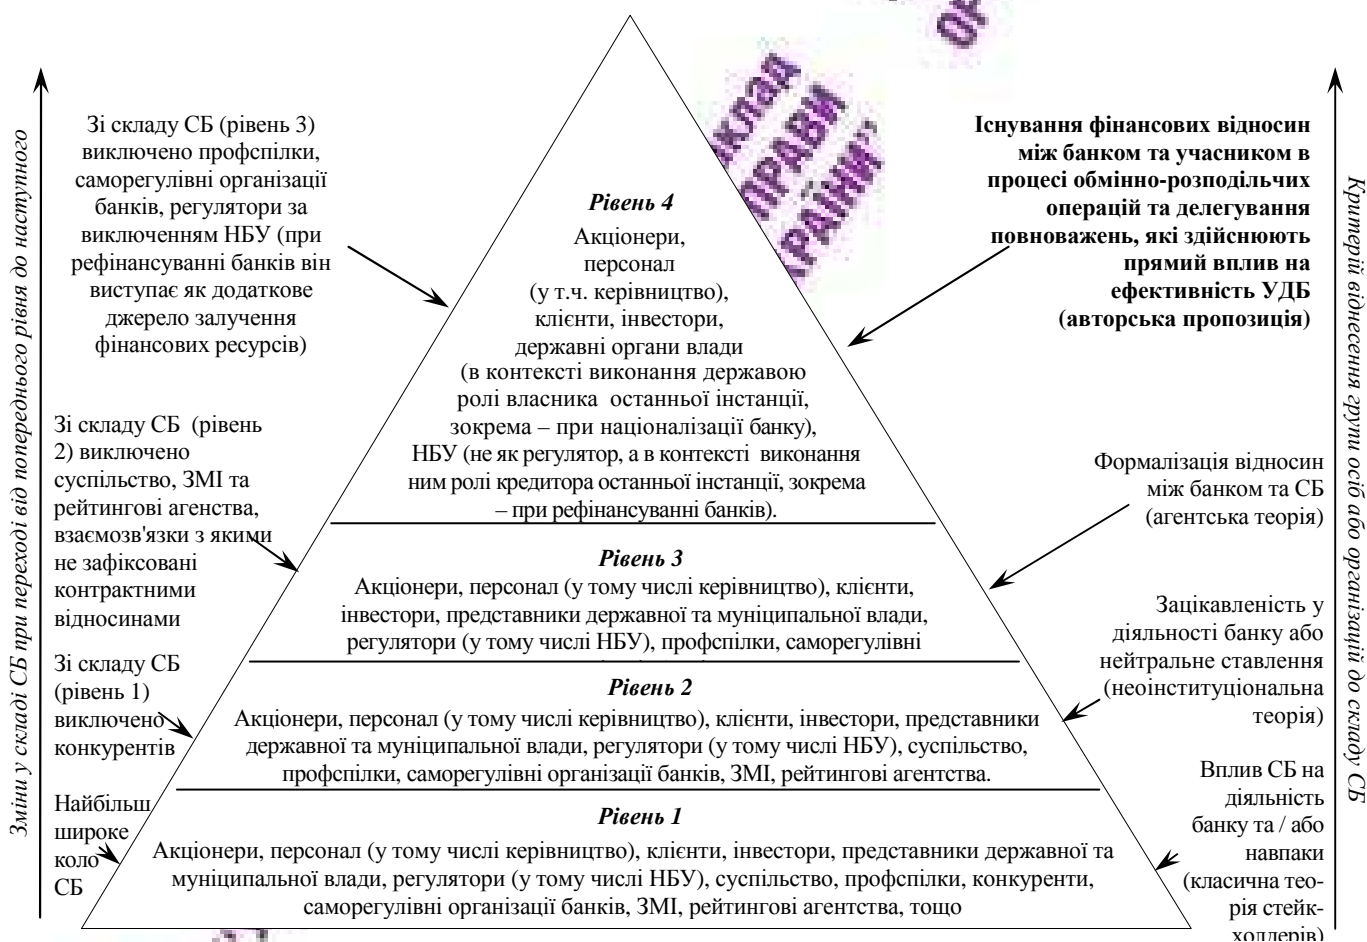 Зміни у складі СБ при переході від попереднього рівня до наступного
Зі складу СБ (рівень 3)
виключено профспілки,
саморегулівні організації
банків, регулятори за
виключенням НБУ (при
рефінансуванні банків він
виступає як додаткове
джерело залучення
фінансових ресурсів)
Зі складу СБ (рівень
2) виключено
суспільство, ЗМІ та
рейтингові агенства,
взаємозв'язки з якими
не зафіксовані
контрактними
відносинами
Зі складу СБ
(рівень 1)
виключено
конкурентів
Найбільш
широке
коло
СБ
Рівень 4
Акціонери,
персонал
(у т.ч. керівництво),
клієнти, інвестори,
державні органи влади
(в контексті виконання державою
ролі власника останньої інстанції,
зокрема – при націоналізації банку),
НБУ (не як регулятор, а в контексті виконання
ним ролі кредитора останньої інстанції, зокрема
– при рефінансуванні банків).
Рівень 3
Акціонери, персонал (у тому числі керівництво), клієнти,
інвестори, представники державної та муніципальної влади,
регулятори (у тому числі НБУ), профспілки, саморегулівні
Рівень 2
Акціонери, персонал (у тому числі керівництво), клієнти, інвестори, представники
державної та муніципальної влади, регулятори (у тому числі НБУ), суспільство,
профспілки, саморегулівні організації банків, ЗМІ, рейтингові агентства.
Рівень 1
Акціонери, персонал (у тому числі керівництво), клієнти, інвестори, представники державної та
муніципальної влади, регулятори (у тому числі НБУ), суспільство, профспілки, конкуренти,
саморегулівні організації банків, ЗМІ, рейтингові агентства, тощо
Існування фінансових відносин
між банком та учасником в
процесі обмінно-розподільчих
операцій та делегування
повноважень, які здійснюють
прямий вплив на
ефективність УДБ
(авторська пропозиція)
Формалізація відносин
між банком та СБ
(агентська теорія)
Зацікавленість у
діяльності банку або
нейтральне ставлення
(неоінституціональна
теорія)
Вплив СБ на
діяльність
банку та / або
навпаки
(класична тео-
рія стейк-
холдерів)
Критерій віднесення групи осіб або організацій до складу СБ